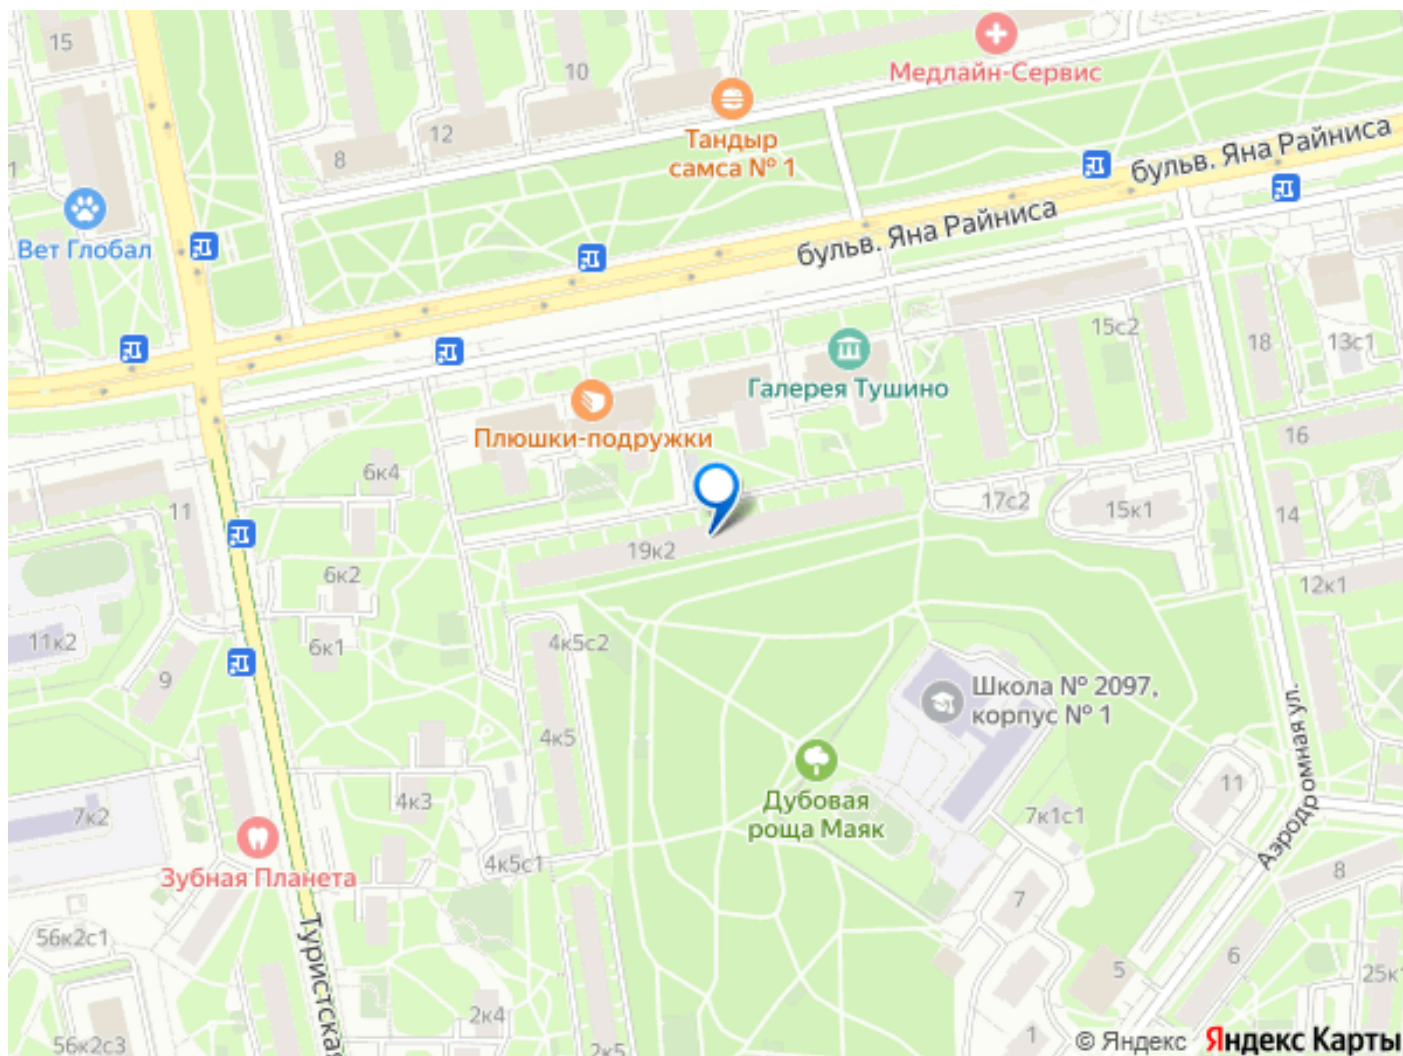 15
10
Медлайн-Сервис
12
8
Тандыр
самса № 1
1
бульв. Яна Райниса
бульв. Яна Райниса
Вет Глобал
15с2
18
13с1
Галерея Тушино
Плюшки-подружки
16
6к4
11
17с2
15к1
14
19к2
6к2
12к1
11к2
6к1
4к5с2
9
Школа № 2097,
корпус № 1
4к5
Аэродромная ул.
11
4к3
Дубовая
роща Маяк
7к2
7к1с1
Зубная Планета
4к5с1
8
7
56к2с1
Туристская
6
5
25к1
2к4
1
56к2с3
2к5
© Яндекс Яндекс Карты